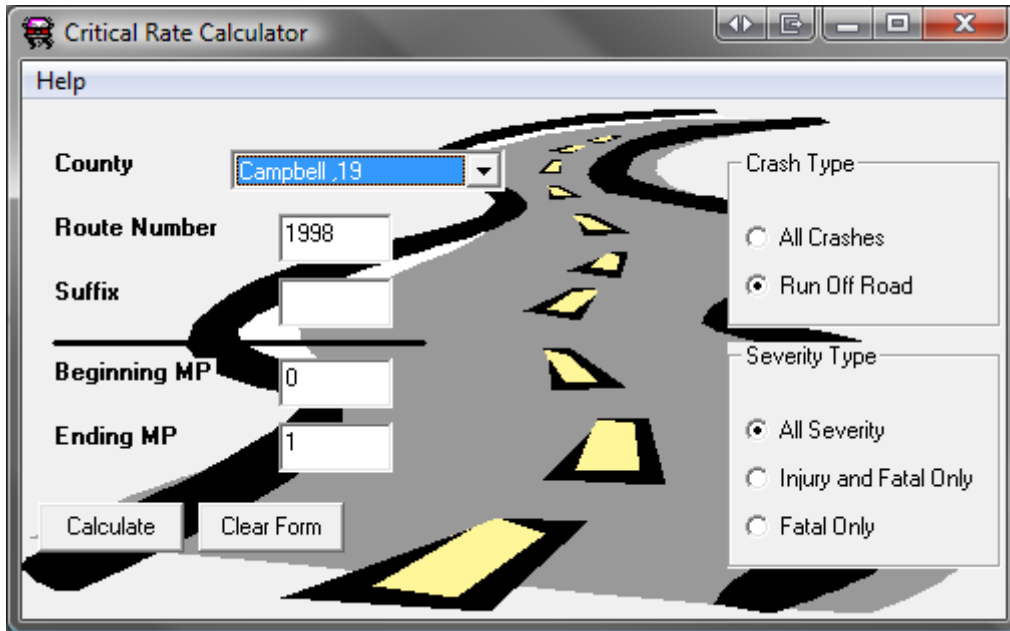 Critical Rate Calculator
Help
County
Campbell ,19
Route Number
1998
Suffix
Beginning MP
0
Ending MP
1
Calculate
Clear Form
Crash Type
All Crashes
Run Off Road
Severity Type
All Severity
Injury and Fatal Only
Fatal Only